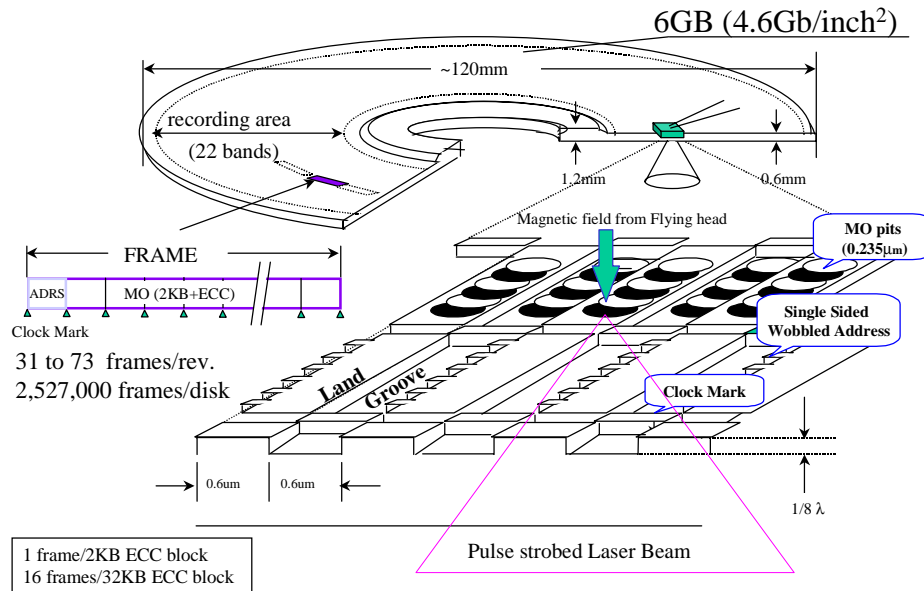 6GB (4.6Gb/inch²)
~120mm
recording area
(22 bands)
1.2mm
0.6mm
Magnetic field from Flying head
MO pits
(0.235μm)
FRAME
ADRS
MO (2KB+ECC)
Clock Mark
Single Sided
Wobbled Address
31 to 73 frames/rev.
2,527,000 frames/disk
Land
Groove
Clock Mark
0.6um
0.6um
1/8 λ
Pulse strobed Laser Beam
1 frame/2KB ECC block
16 frames/32KB ECC block